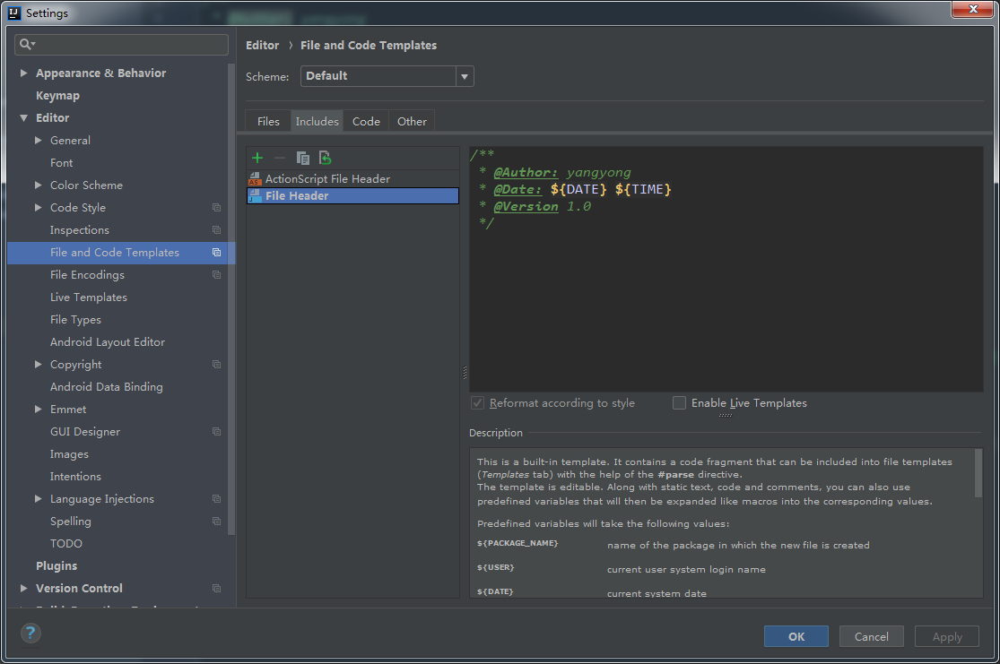 Settings
Editor › File and Code Templates
Scheme: Default
Files Includes Code Other
Appearance & Behavior
Keymap
Editor
General
Font
Color Scheme
Code Style
Inspections
File and Code Templates
File Encodings
Live Templates
File Types
Android Layout Editor
Copyright
Android Data Binding
Emmet
GUI Designer
Images
Intentions
Language Injections
Spelling
TODO
Plugins
Version Control
ActionScript File Header
File Header
/**
* @Author: yangyong
* @Date: ${DATE} ${TIME}
* @Version 1.0
*/
Reformat according to style Enable Live Templates
Description
This is a built-in template. It contains a code fragment that can be included into file templates
(Templates tab) with the help of the #parse directive.
The template is editable. Along with static text, code and comments, you can also use
predefined variables that will then be expanded like macros into the corresponding values.
Predefined variables will take the following values:
${PACKAGE_NAME} name of the package in which the new file is created
${USER} current user system login name
${DATE} current system date
? OK Cancel Apply